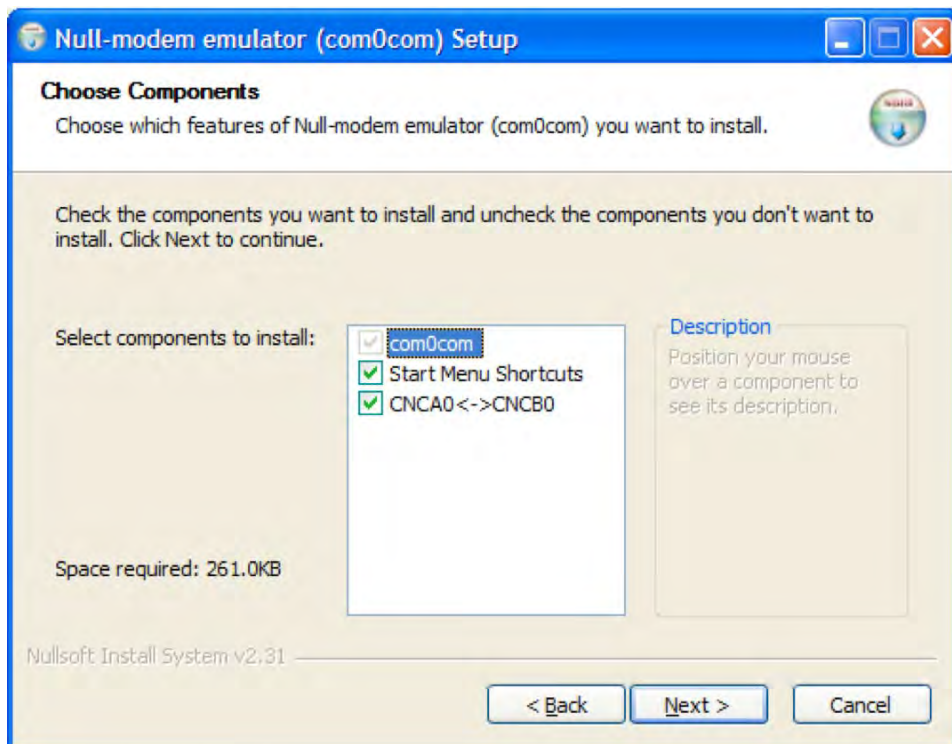 Null-modem emulator (com0com) Setup
Choose Components
Choose which features of Null-modem emulator (com0com) you want to install.
Check the components you want to install and uncheck the components you don't want to
install. Click Next to continue.
Select components to install:
com0com
Start Menu Shortcuts
CNCA0<->CNCB0
Description
Position your mouse
over a component to
see its description.
Space required: 261.0KB
Nullsoft Install System v2.31
< Back
Next >
Cancel